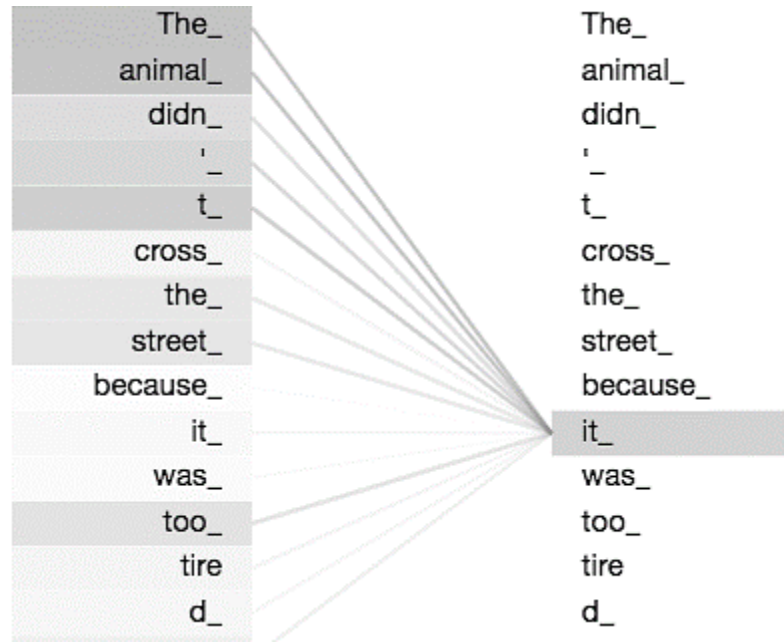 The_ The_
animal_ animal_
didn_ didn_
'_ '_
t_ t_
cross_ cross_
the_ the_
street_ street_
because_ because_
it_ it_
was_ was_
too_ too_
tire tire
d_ d_